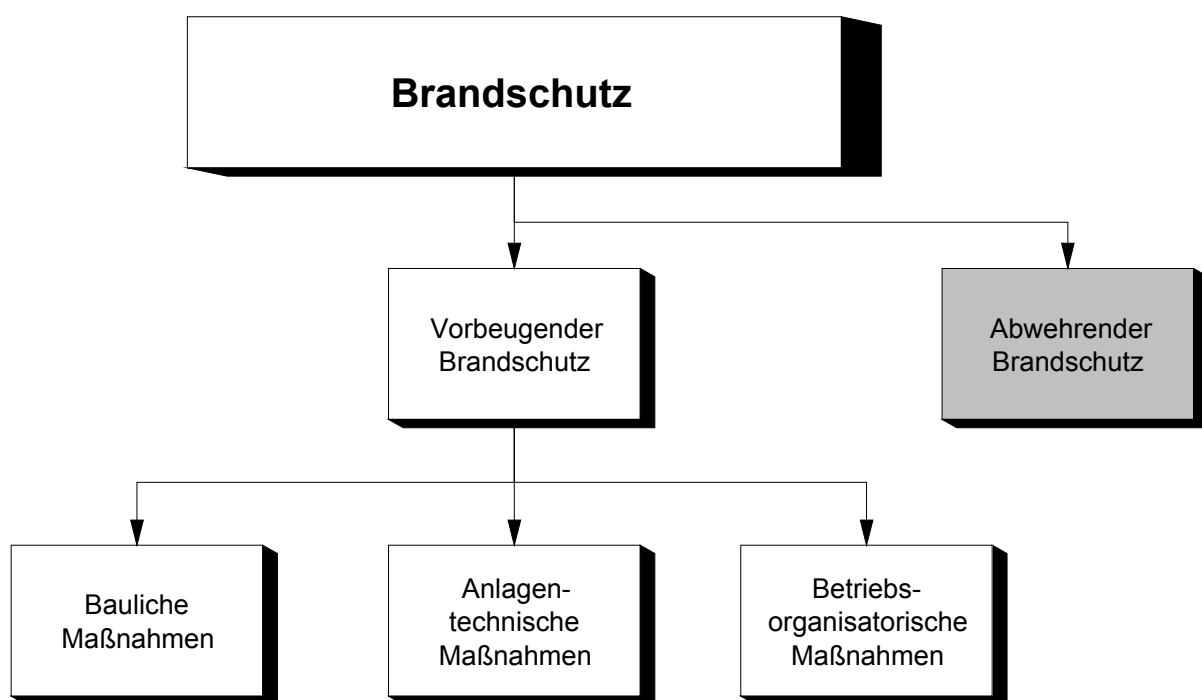 Brandschutz
Vorbeugender
Brandschutz
Abwehrender
Brandschutz
Bauliche
Maßnahmen
Anlagen-
technische
Maßnahmen
Betriebs-
organisatorische
Maßnahmen